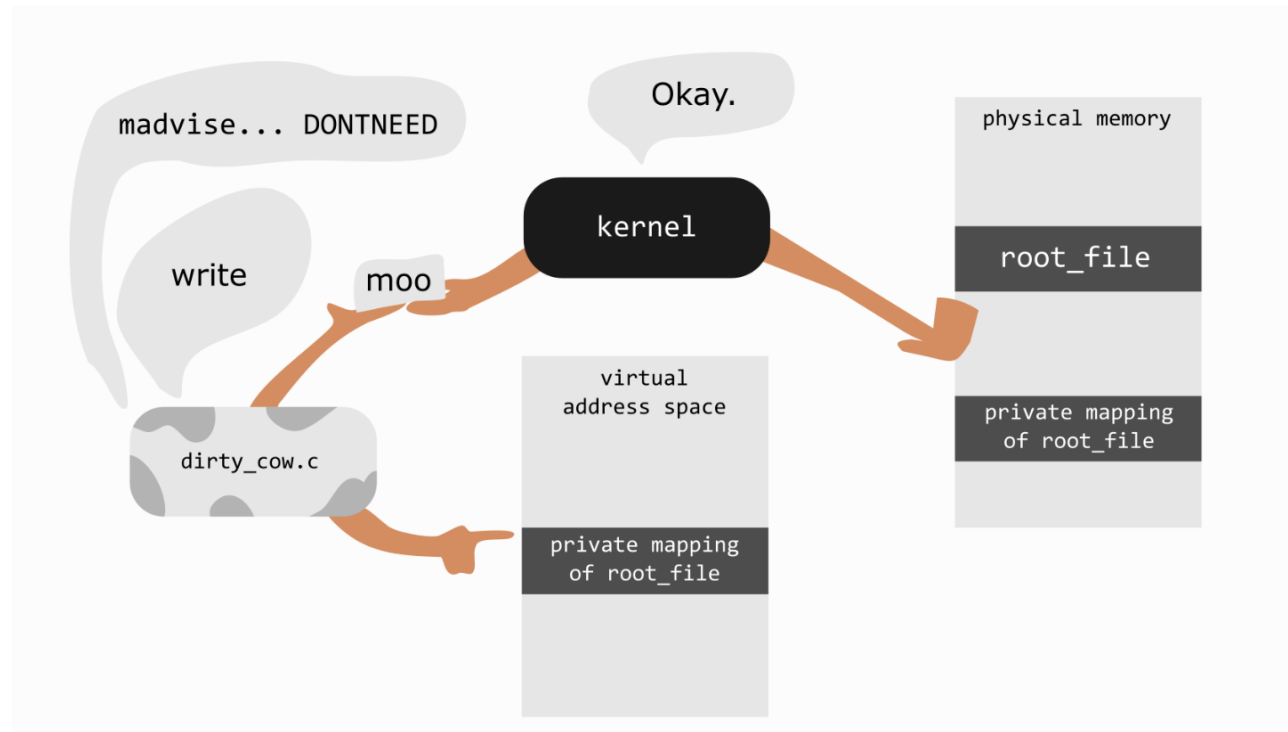 madvise... DONTNEED
Okay.
physical memory
kernel
root_file
write
moo
virtual
address space
private mapping
of root_file
dirty_cow.c
private mapping
of root_file